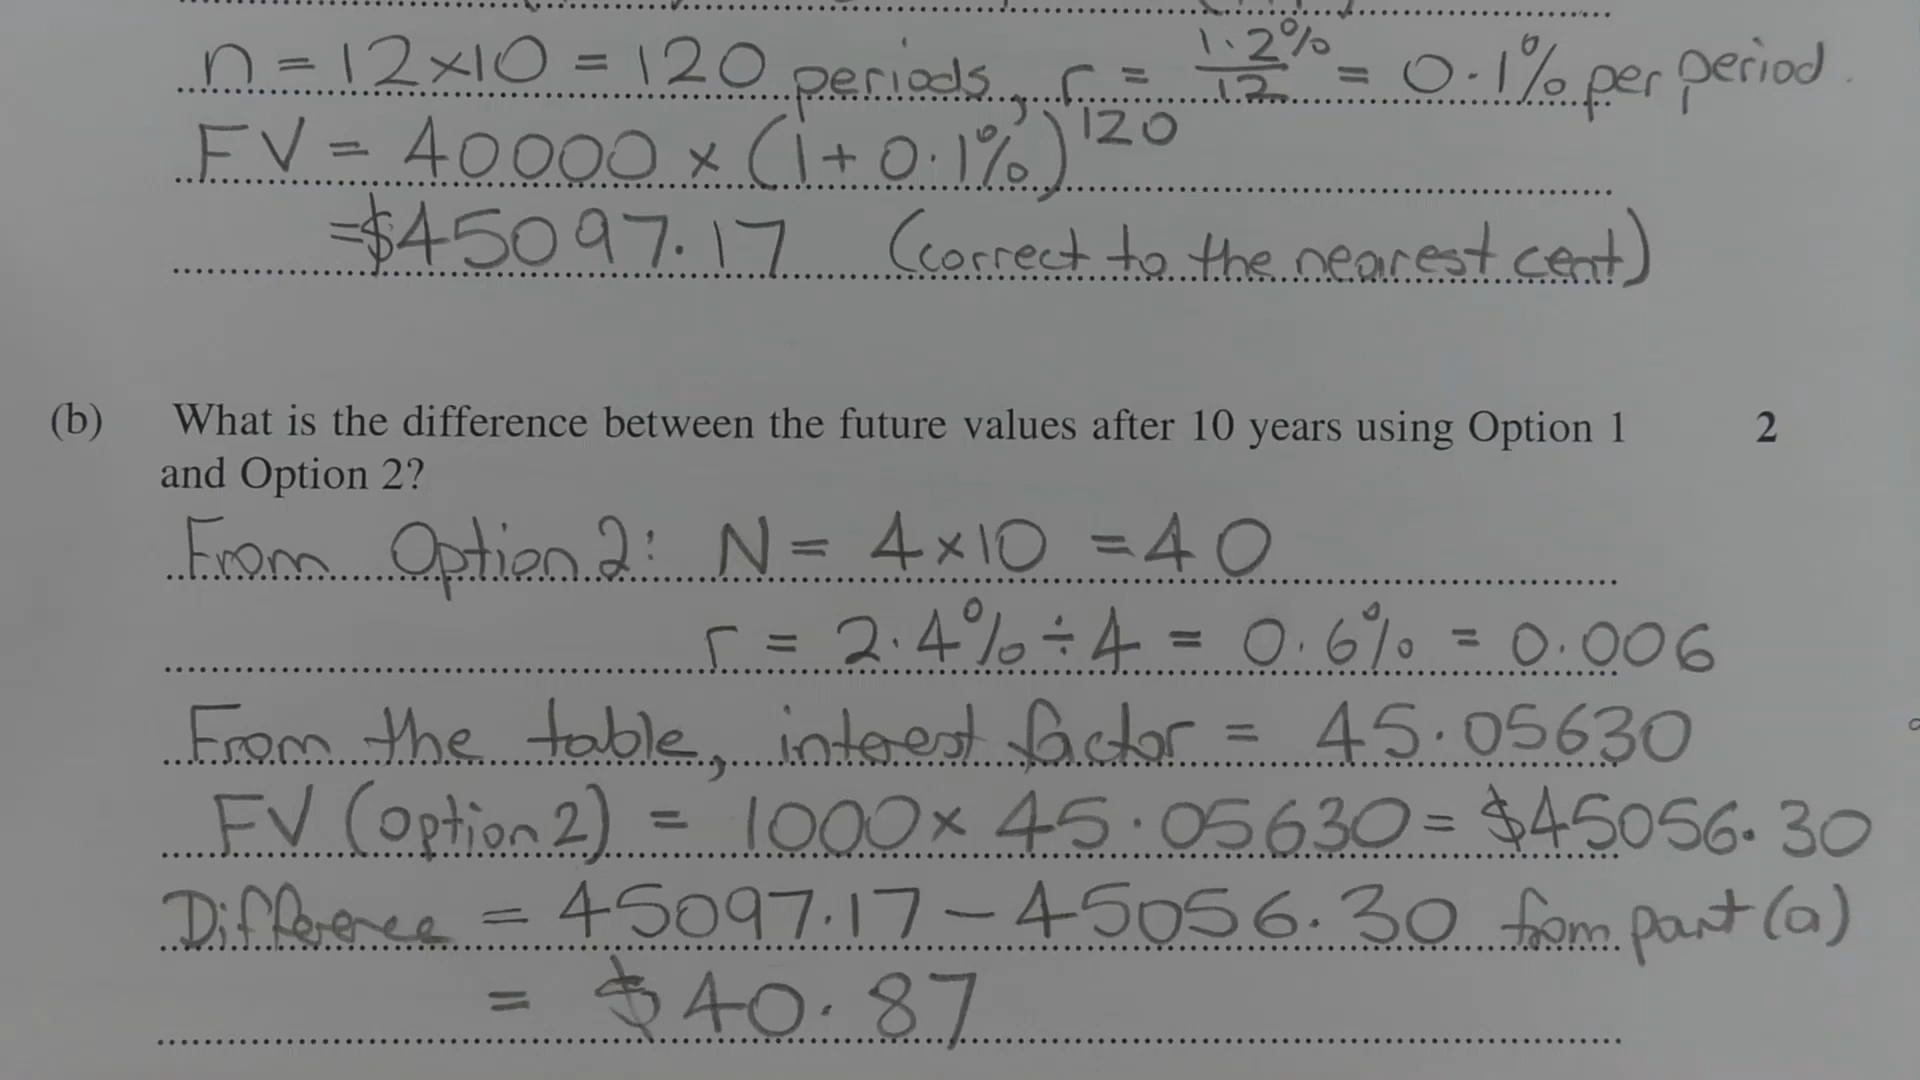 n = 12×10 = 120 periods, r = 1.2%/12 = 0.1% per period.
FV = 40000 × (1 + 0.1%)^120
=$45097.17 (correct to the nearest cent)
(b) What is the difference between the future values after 10 years using Option 1 2
and Option 2?
From Option 2: N = 4×10 = 40
r = 2.4% ÷ 4 = 0.6% = 0.006
From the table, interest factor = 45.05630
FV (option 2) = 1000 × 45.05630 = $45056.30
Difference = 45097.17 − 45056.30 from part (a)
= $40.87